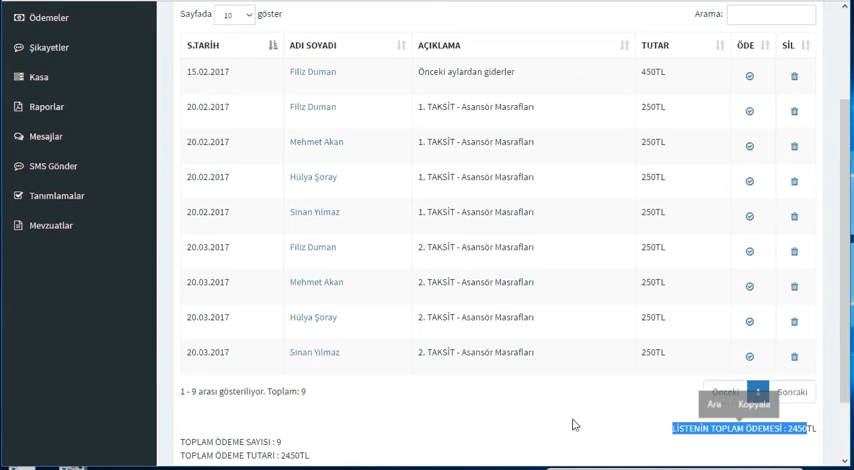 Ödemeler
Şikayetler
Kasa
Raporlar
Mesajlar
SMS Gönder
Tanımlamalar
Mevzuatlar
Sayfada 10 göster Arama:
S.TARİH ADI SOYADI AÇIKLAMA TUTAR ÖDE SİL
15.02.2017 Filiz Duman Önceki aylardan giderler 450TL
20.02.2017 Filiz Duman 1. TAKSİT - Asansör Masrafları 250TL
20.02.2017 Mehmet Akan 1. TAKSİT - Asansör Masrafları 250TL
20.02.2017 Hülya Şoray 1. TAKSİT - Asansör Masrafları 250TL
20.02.2017 Sinan Yılmaz 1. TAKSİT - Asansör Masrafları 250TL
20.03.2017 Filiz Duman 2. TAKSİT - Asansör Masrafları 250TL
20.03.2017 Mehmet Akan 2. TAKSİT - Asansör Masrafları 250TL
20.03.2017 Hülya Şoray 2. TAKSİT - Asansör Masrafları 250TL
20.03.2017 Sinan Yılmaz 2. TAKSİT - Asansör Masrafları 250TL
1 - 9 arası gösteriliyor. Toplam: 9 Önceki 1 Sonraki
Ara Kopyala
LİSTENİN TOPLAM ÖDEMESİ : 2450TL
TOPLAM ÖDEME SAYISI : 9
TOPLAM ÖDEME TUTARI : 2450TL